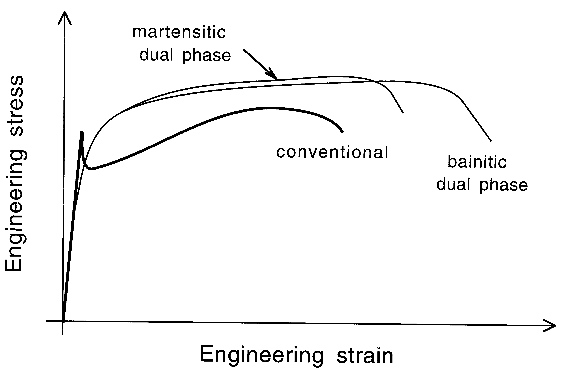 martensitic
dual phase
Engineering stress
conventional
bainitic
dual phase
Engineering strain